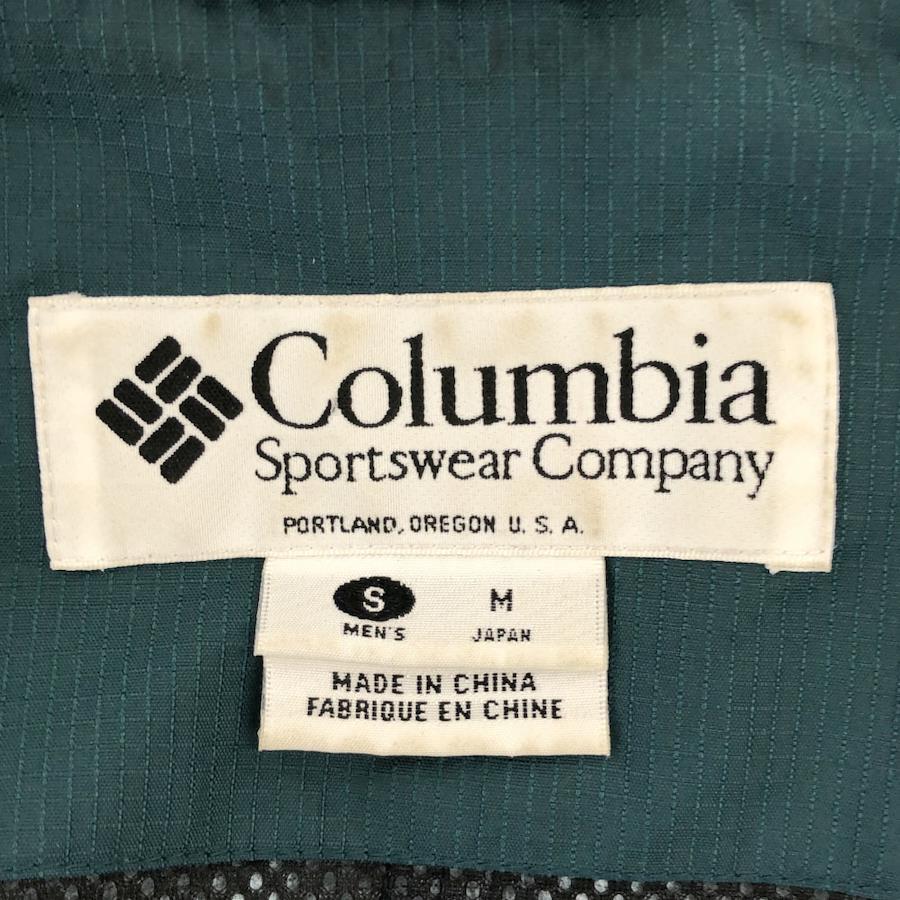 Columbia
Sportswear Company
PORTLAND, OREGON U. S. A.
S M
MEN'S JAPAN
MADE IN CHINA
FABRIQUE EN CHINE